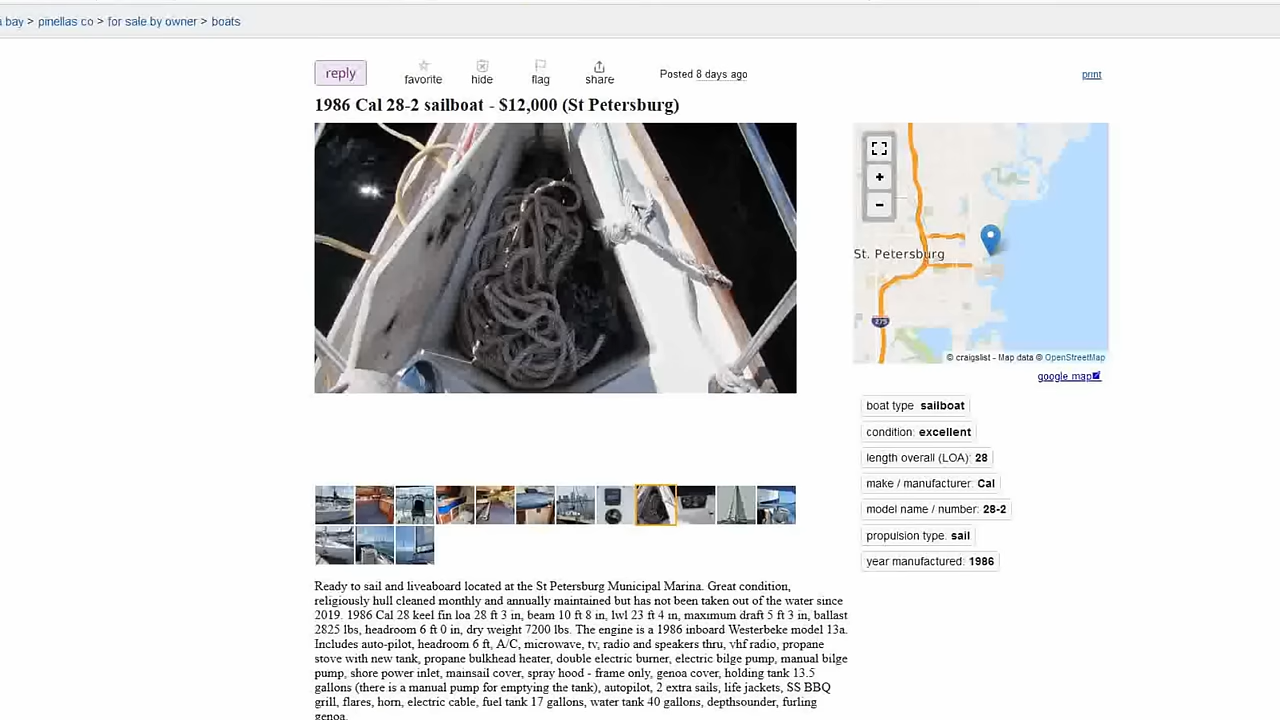 a bay > pinellas co > for sale by owner > boats
reply
favorite
hide
flag
share
Posted 8 days ago
print
1986 Cal 28-2 sailboat - $12,000 (St Petersburg)
+
-
St. Petersburg
275
© craigslist - Map data © OpenStreetMap
google map
boat type sailboat
condition: excellent
length overall (LOA): 28
make / manufacturer: Cal
model name / number: 28-2
propulsion type: sail
year manufactured: 1986
Ready to sail and liveaboard located at the St Petersburg Municipal Marina. Great condition,
religiously hull cleaned monthly and annually maintained but has not been taken out of the water since
2019. 1986 Cal 28 keel fin loa 28 ft 3 in, beam 10 ft 8 in, lwl 23 ft 4 in, maximum draft 5 ft 3 in, ballast
2825 lbs, headroom 6 ft 0 in, dry weight 7200 lbs. The engine is a 1986 inboard Westerbeke model 13a.
Includes auto-pilot, headroom 6 ft, A/C, microwave, tv, radio and speakers thru, vhf radio, propane
stove with new tank, propane bulkhead heater, double electric burner, electric bilge pump, manual bilge
pump, shore power inlet, mainsail cover, spray hood - frame only, genoa cover, holding tank 13.5
gallons (there is a manual pump for emptying the tank), autopilot, 2 extra sails, life jackets, SS BBQ
grill, flares, horn, electric cable, fuel tank 17 gallons, water tank 40 gallons, depthsounder, furling
genoa.